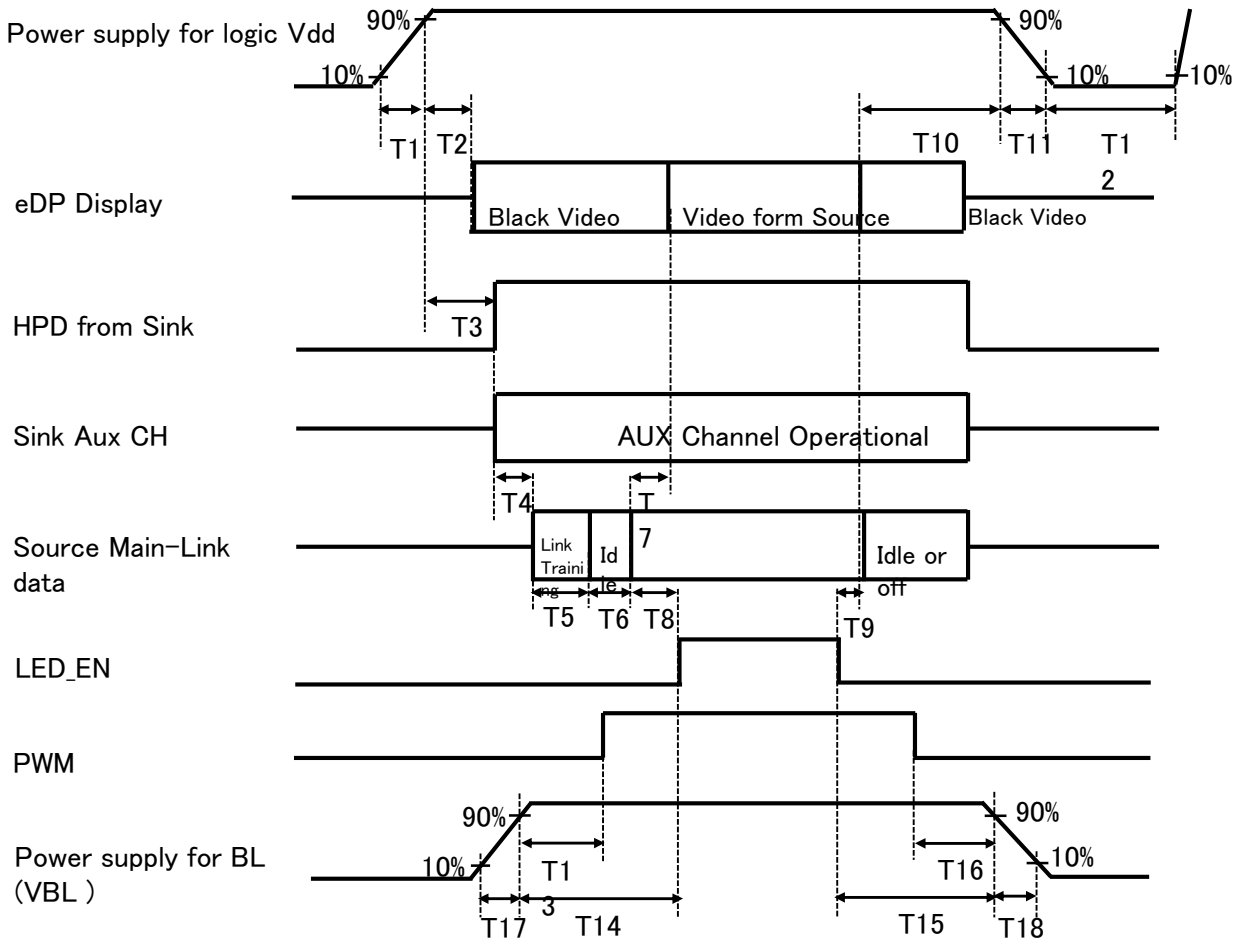 90%
90%
Power supply for logic Vdd
10%
10%
10%
T1
T2
T10
T11
T1
2
eDP Display
Black Video
Video form Source
Black Video
HPD from Sink
T3
Sink Aux CH
AUX Channel Operational
T4
T
7
Source Main-Link
data
Link
Traini
ng
Id
le
Idle or
off
T5
T6
T8
T9
LED_EN
PWM
90%
90%
Power supply for BL
(VBL )
10%
10%
T1
3
T16
T17
T14
T15
T18